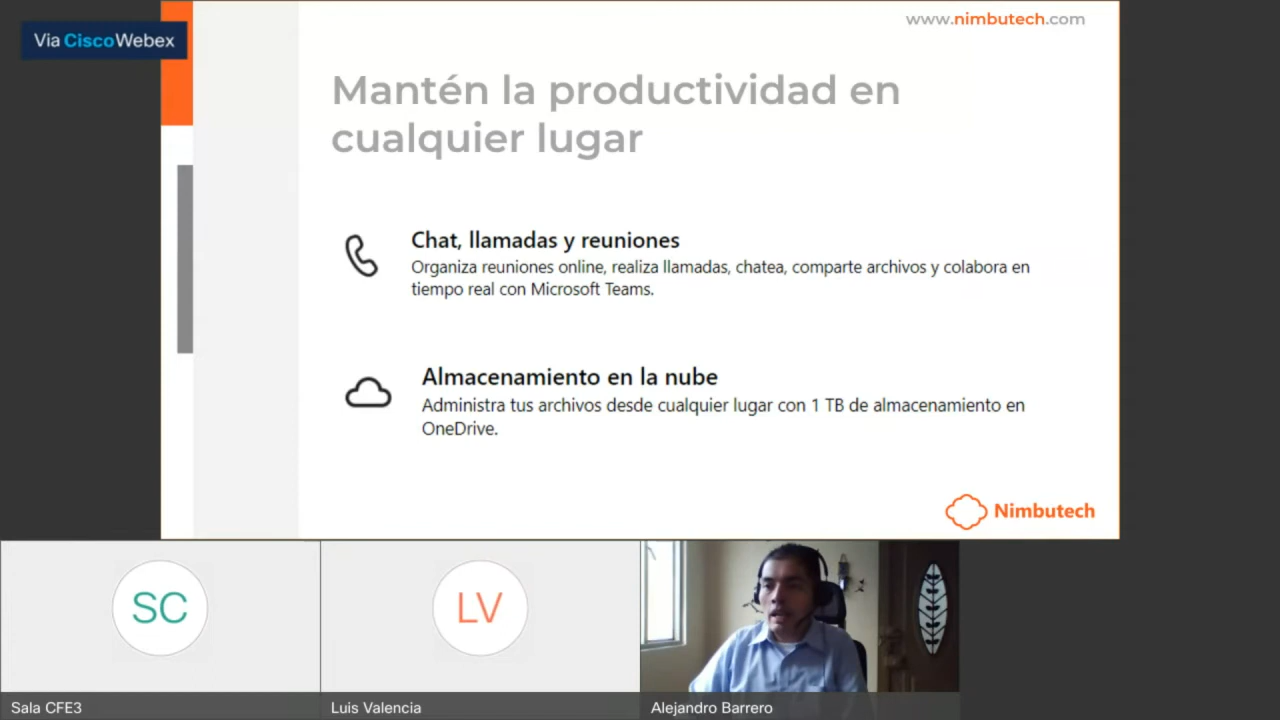 Via CiscoWebex
www.nimbutech.com
Mantén la productividad en
cualquier lugar
Chat, llamadas y reuniones
Organiza reuniones online, realiza llamadas, chatea, comparte archivos y colabora en
tiempo real con Microsoft Teams.
Almacenamiento en la nube
Administra tus archivos desde cualquier lugar con 1 TB de almacenamiento en
OneDrive.
Nimbutech
SC
LV
Sala CFE3
Luis Valencia
Alejandro Barrero